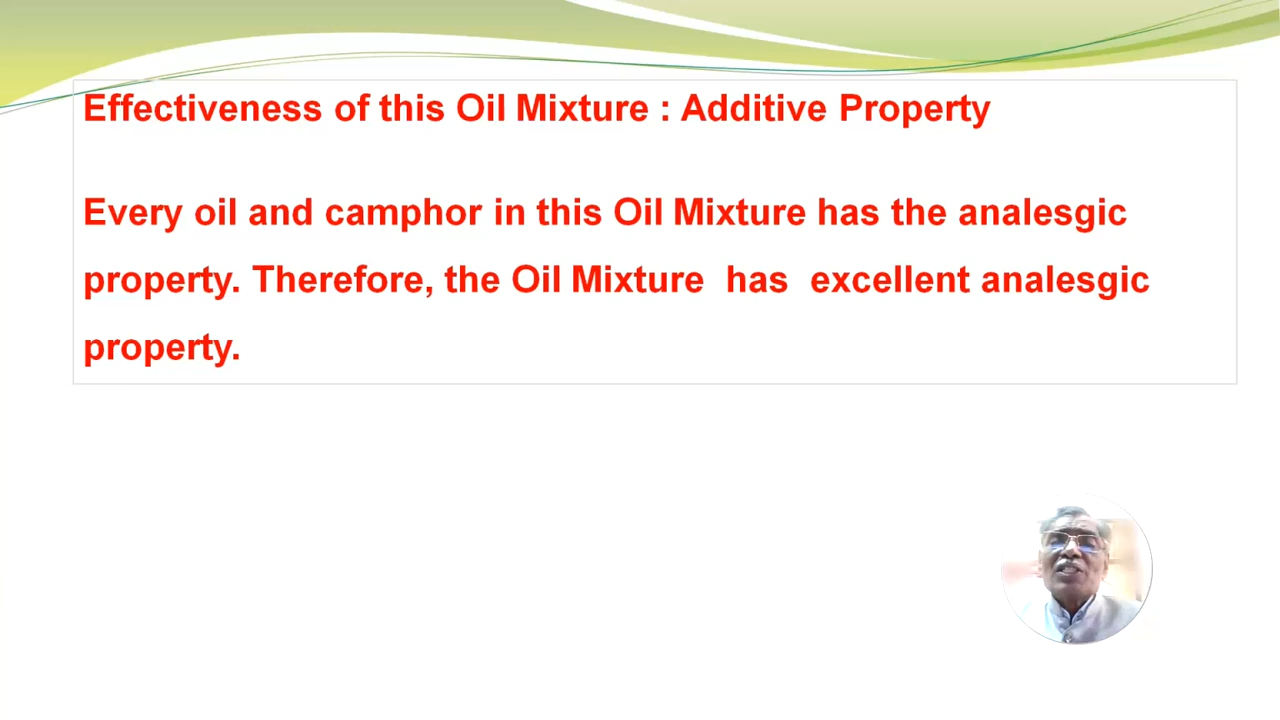 Effectiveness of this Oil Mixture : Additive Property
Every oil and camphor in this Oil Mixture has the analesgic
property. Therefore, the Oil Mixture has excellent analesgic
property.